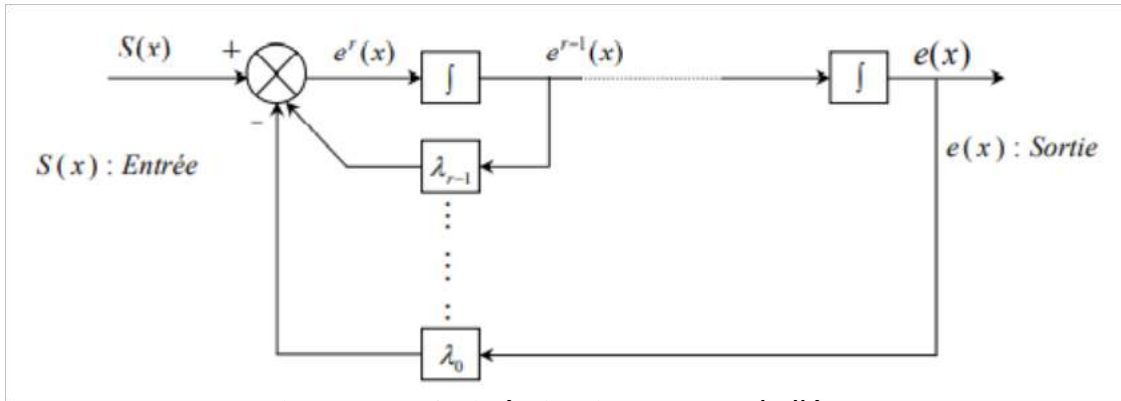 S(x) + e^r(x) ∫ e^{r-1}(x) ∫ e(x)
−
S(x) : Entrée
λ_{r-1}
e(x) : Sortie
λ_0